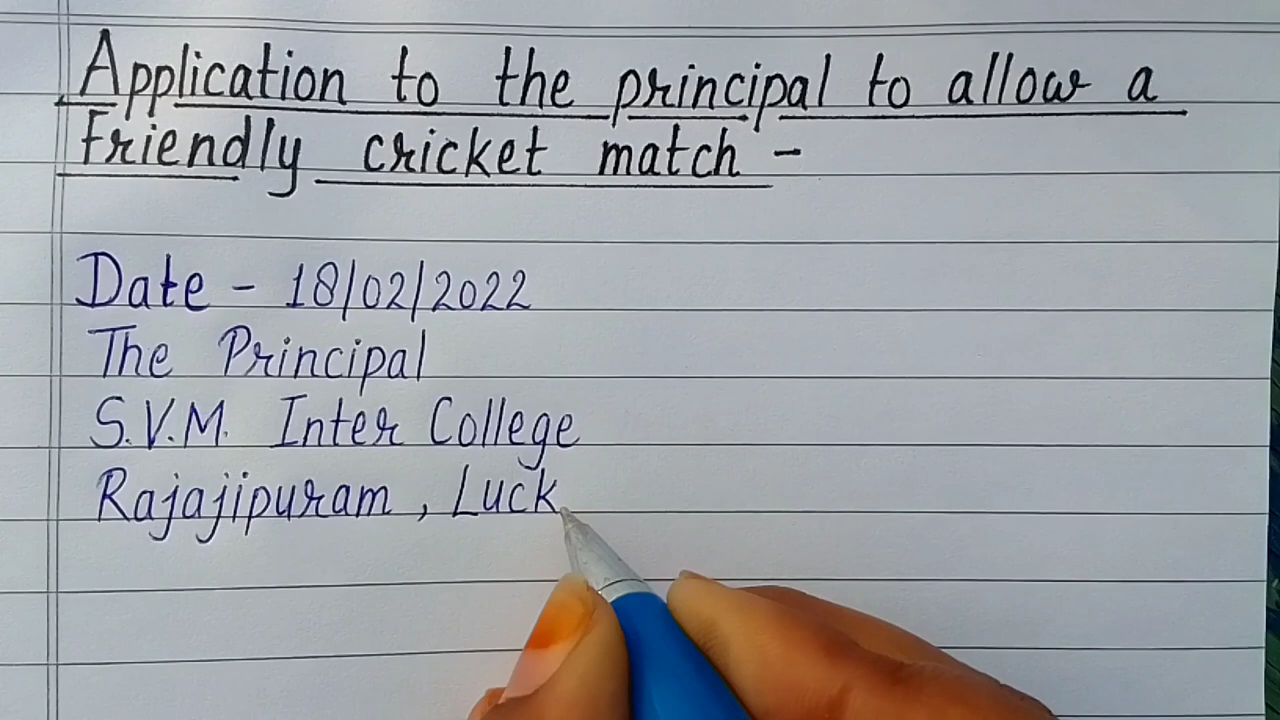 Application to the principal to allow a
friendly cricket match -
Date - 18/02/2022
The Principal
S.V.M. Inter College
Rajajipuram, Luck